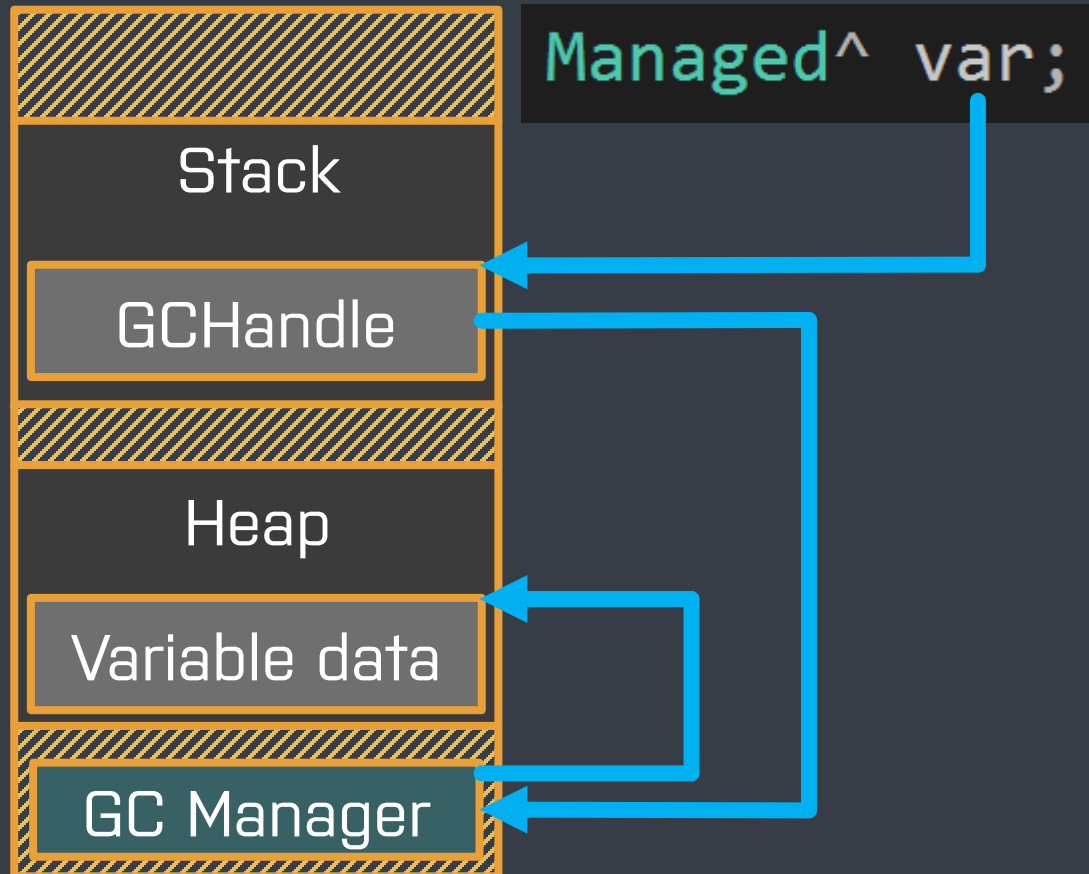 Managed^ var;
Stack
GCHandle
Heap
Variable data
GC Manager